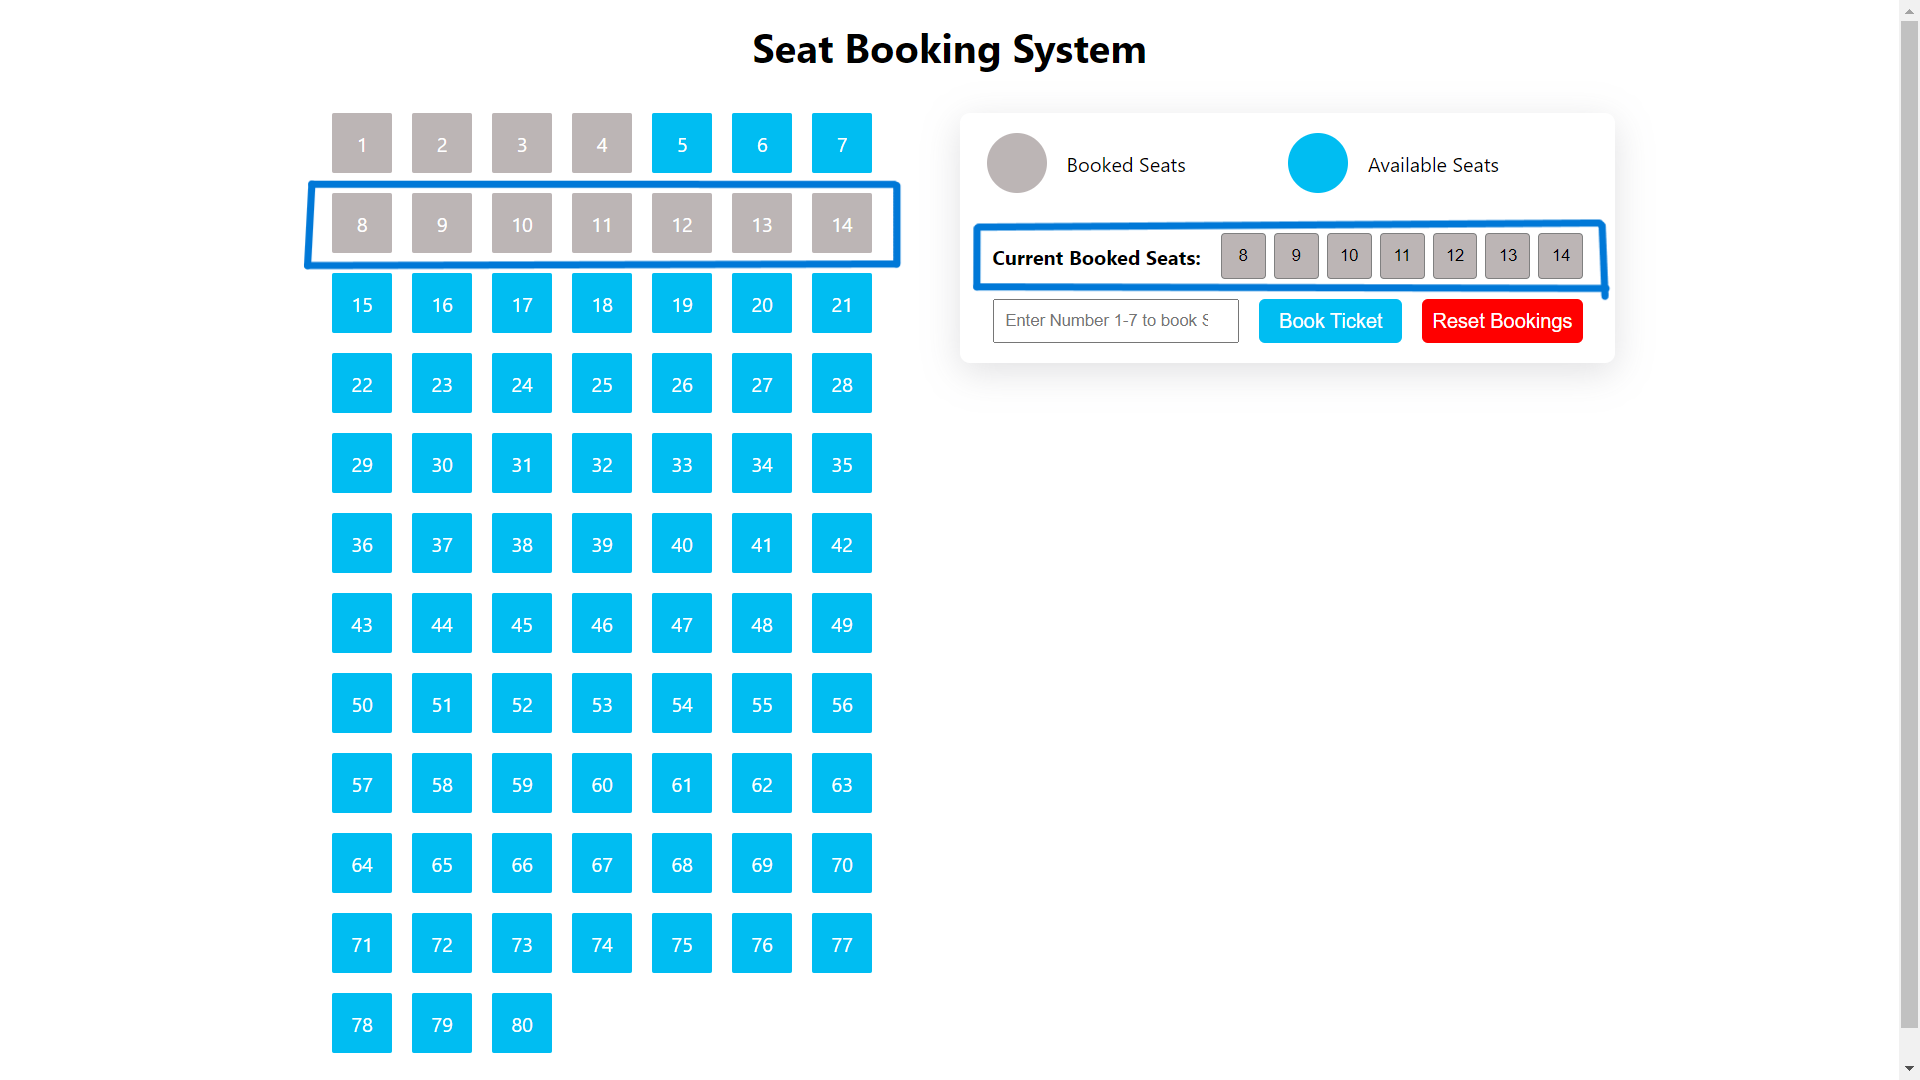 Seat Booking System
1 2 3 4 5 6 7
8 9 10 11 12 13 14
15 16 17 18 19 20 21
22 23 24 25 26 27 28
29 30 31 32 33 34 35
36 37 38 39 40 41 42
43 44 45 46 47 48 49
50 51 52 53 54 55 56
57 58 59 60 61 62 63
64 65 66 67 68 69 70
71 72 73 74 75 76 77
78 79 80
Booked Seats Available Seats
Current Booked Seats: 8 9 10 11 12 13 14
Enter Number 1-7 to book S Book Ticket Reset Bookings